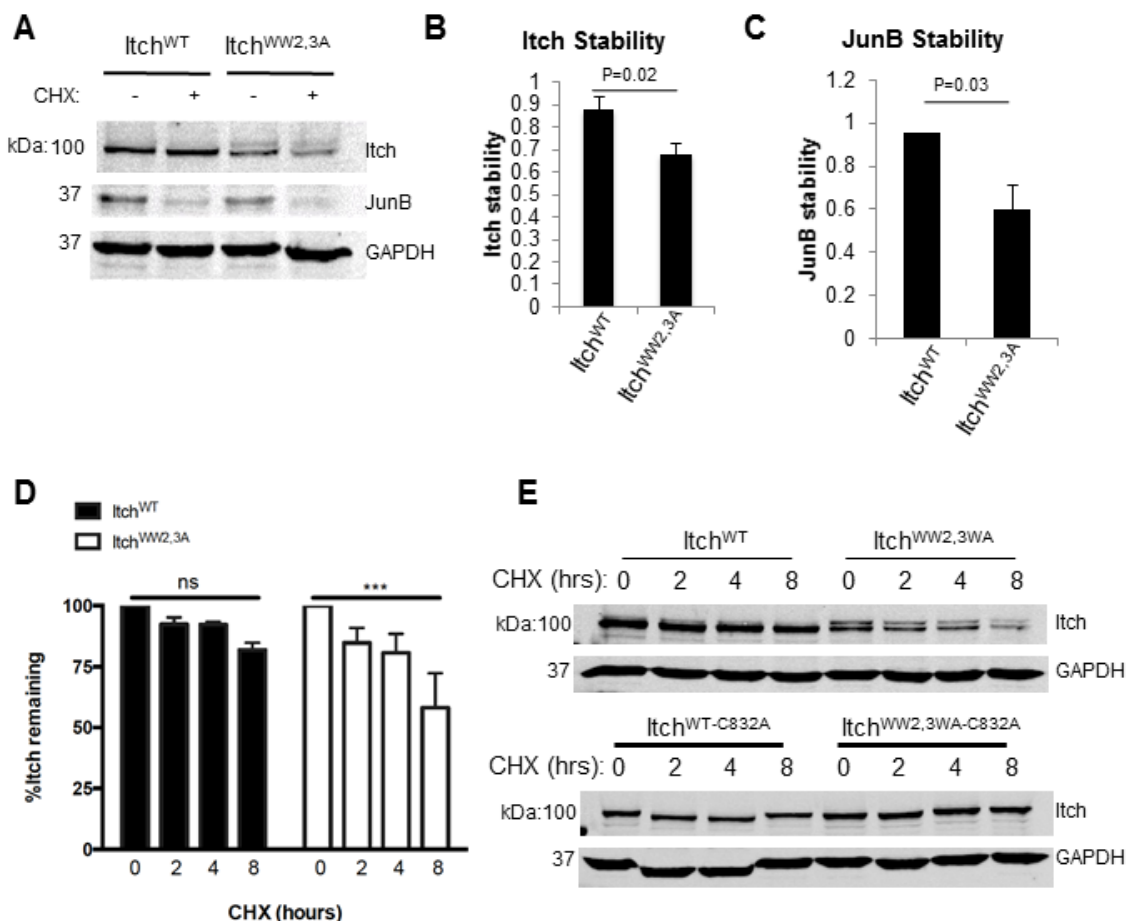 A
Itch^WT Itch^WW2,3A
CHX: - + - +
kDa: 100 Itch
37 JunB
37 GAPDH
B
Itch Stability
P=0.02
Itch stability
1
0.9
0.8
0.7
0.6
0.5
0.4
0.3
0.2
0.1
0
Itch^WT Itch^WW2,3A
C
JunB Stability
P=0.03
JunB stability
1.2
1
0.8
0.6
0.4
0.2
0
Itch^WT Itch^WW2,3A
D
Itch^WT
Itch^WW2,3A
ns ***
%Itch remaining
100
75
50
25
0
0 2 4 8 0 2 4 8
CHX (hours)
E
Itch^WT Itch^WW2,3WA
CHX (hrs): 0 2 4 8 0 2 4 8
kDa:100 Itch
37 GAPDH
Itch^WT-C832A Itch^WW2,3WA-C832A
CHX (hrs): 0 2 4 8 0 2 4 8
kDa:100 Itch
37 GAPDH